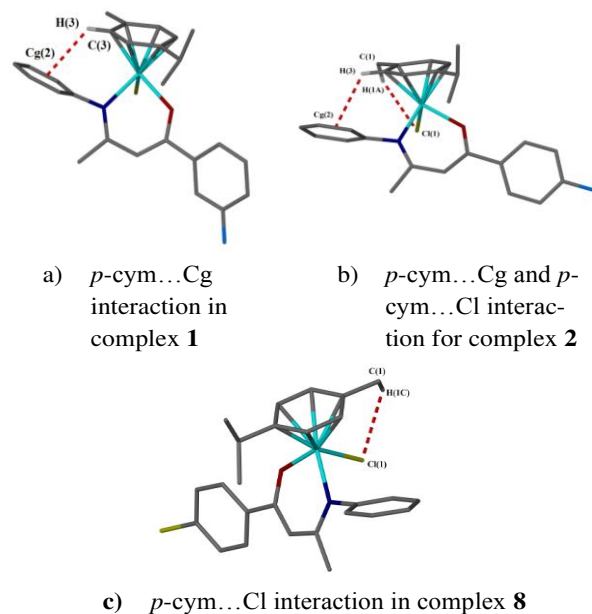 H(3)
Cg(2)
C(3)
C(1)
H(3)
H(1A)
Cg(2)
Cl(1)
a) p-cym…Cg
interaction in
complex 1
b) p-cym…Cg and p-
cym…Cl interac-
tion for complex 2
C(1)
H(1C)
Cl(1)
c) p-cym…Cl interaction in complex 8